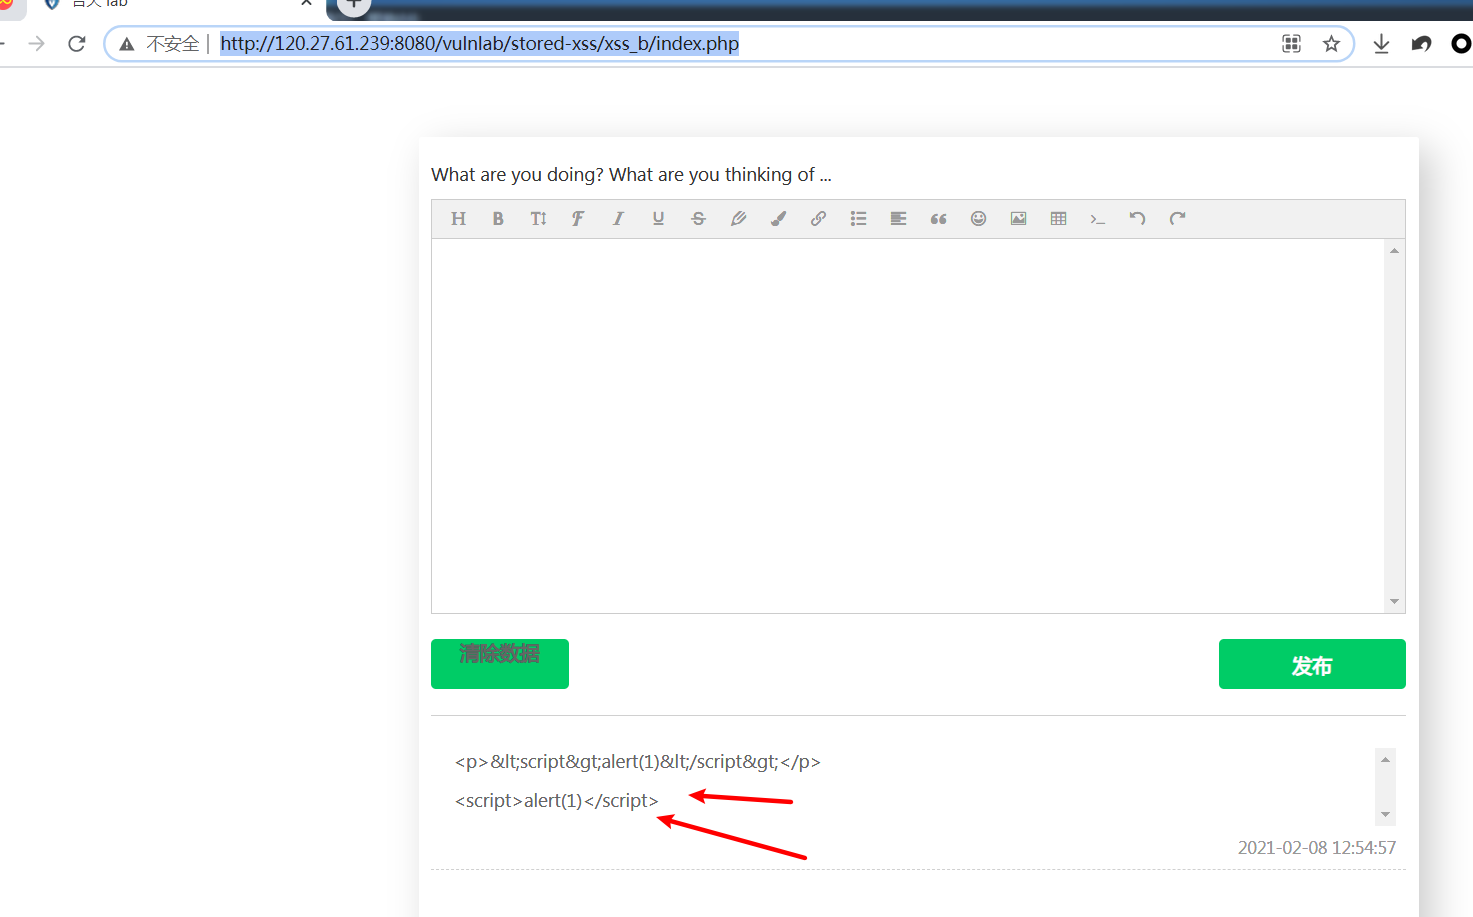 lab
不安全 | http://120.27.61.239:8080/vulnlab/stored-xss/xss_b/index.php
What are you doing? What are you thinking of ...
清除数据
发布
<p>&lt;script&gt;alert(1)&lt;/script&gt;</p>
<script>alert(1)</script>
2021-02-08 12:54:57